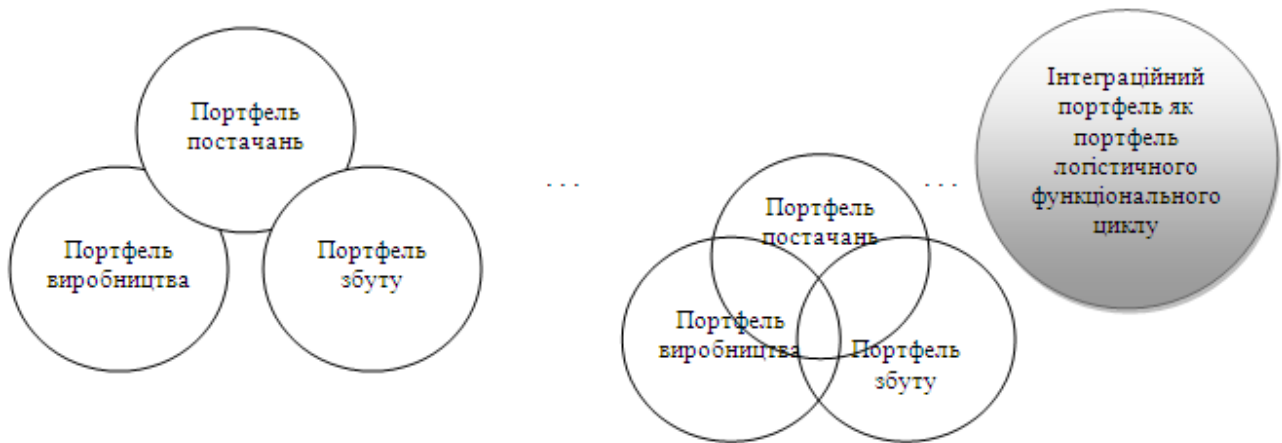 Портфель
постачань
Портфель
виробництва
Портфель
збуту
. . .
Портфель
постачань
Портфель
виробництва
Портфель
збуту
. . .
Інтеграційний
портфель як
портфель
логістичного
функціонального
циклу